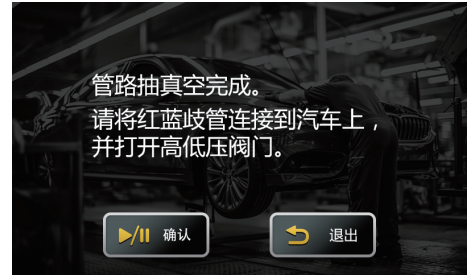 管路抽真空完成。
请将红蓝歧管连接到汽车上，
并打开高低压阀门。
确认
退出